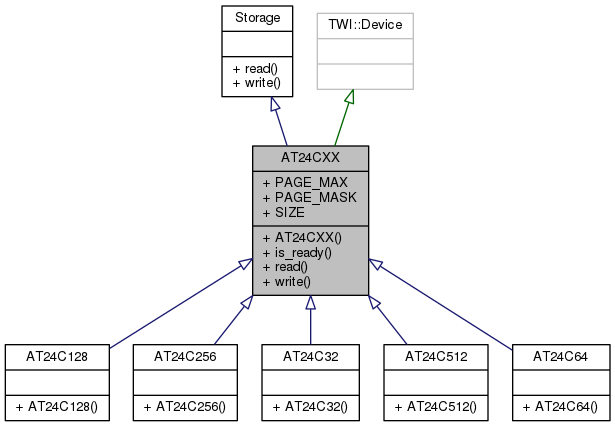 Storage
+ read()
+ write()
TWI::Device
AT24CXX
+ PAGE_MAX
+ PAGE_MASK
+ SIZE
+ AT24CXX()
+ is_ready()
+ read()
+ write()
AT24C128
+ AT24C128()
AT24C256
+ AT24C256()
AT24C32
+ AT24C32()
AT24C512
+ AT24C512()
AT24C64
+ AT24C64()